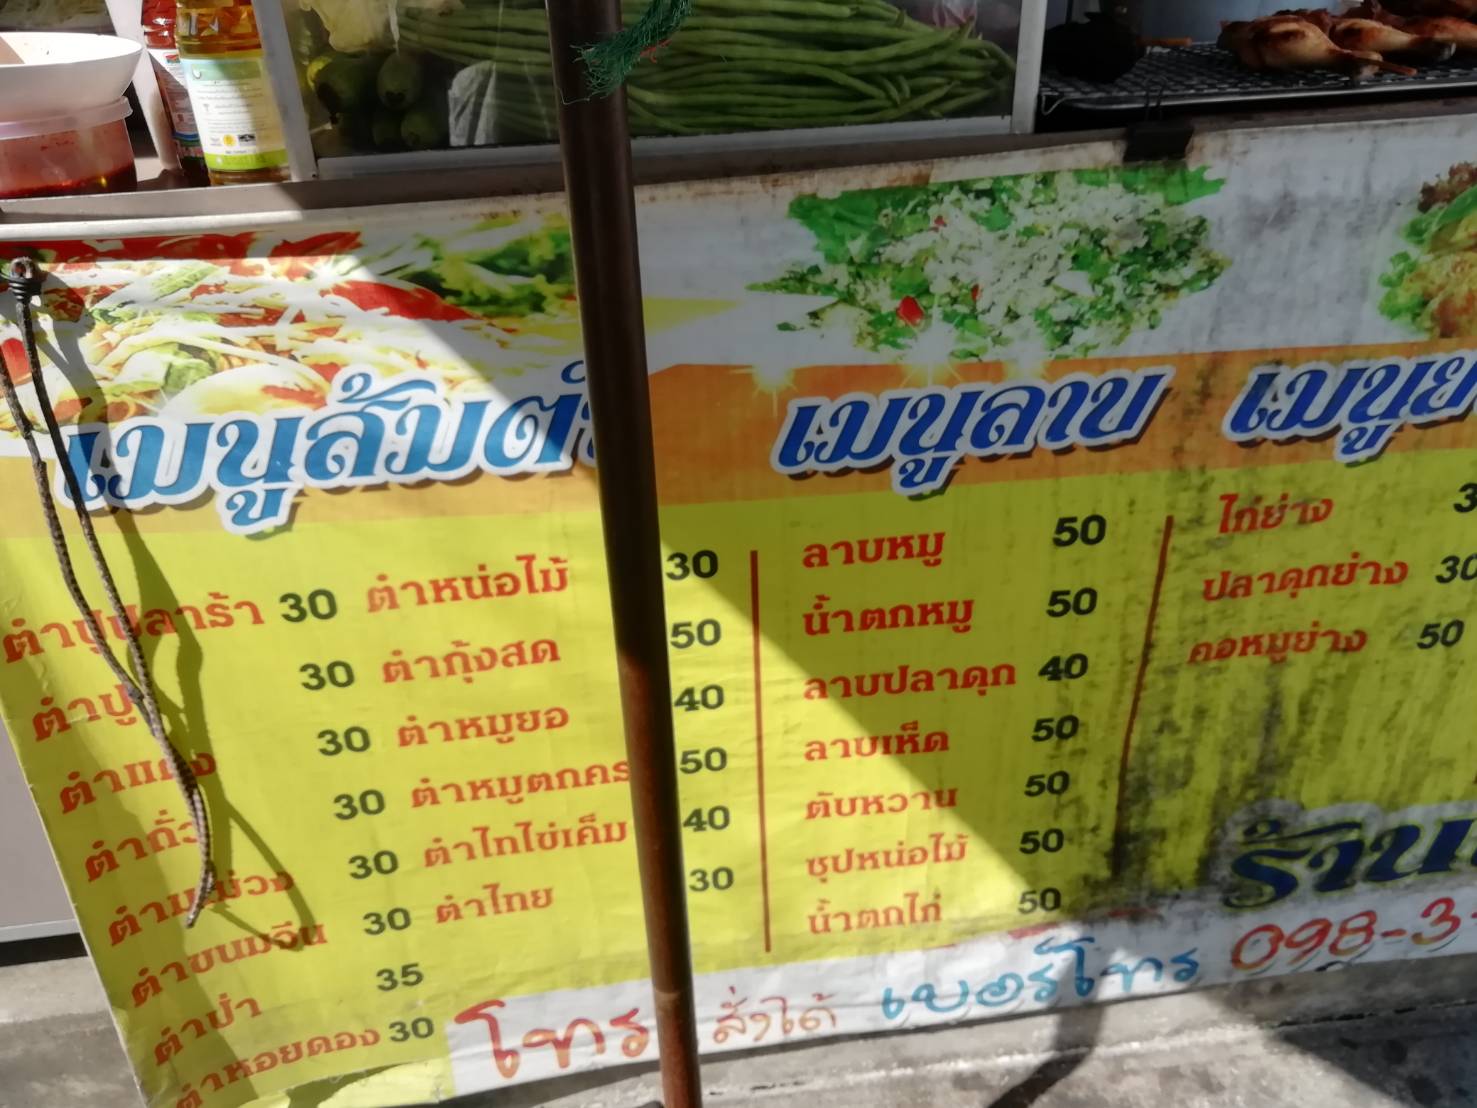 เมนูส้มตำ
ตำปูปลาร้า 30
ตำปู 30
ตำแตง 30
ตำถั่ว 30
ตำมะม่วง 30
ตำขนมจีน 30
ตำป่า 35
ตำหอยดอง 30
ตำหน่อไม้ 30
ตำกุ้งสด 50
ตำหมูยอ 40
ตำหมูตกคร 50
ตำไทไข่เค็ม 40
ตำไทย 30
เมนูลาบ
ลาบหมู 50
น้ำตกหมู 50
ลาบปลาดุก 40
ลาบเห็ด 50
ตับหวาน 50
ซุปหน่อไม้ 50
น้ำตกไก่ 50
เมนูย
ไก่ย่าง
ปลาดุกย่าง 30
คอหมูย่าง 50
ร้าน
โทร สั่งได้ เบอร์โทร 098-3